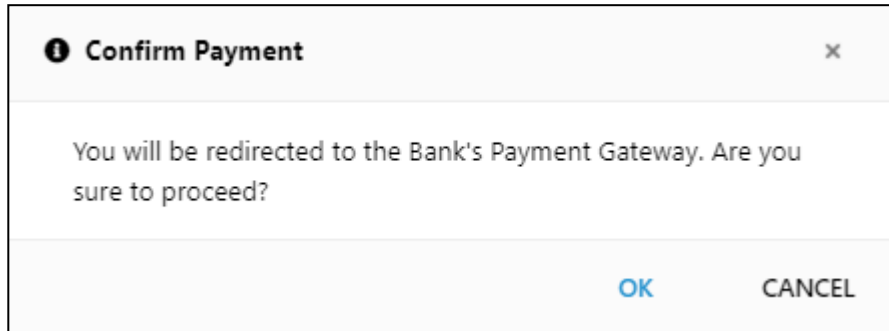 Confirm Payment ×
You will be redirected to the Bank's Payment Gateway. Are you
sure to proceed?
OK CANCEL